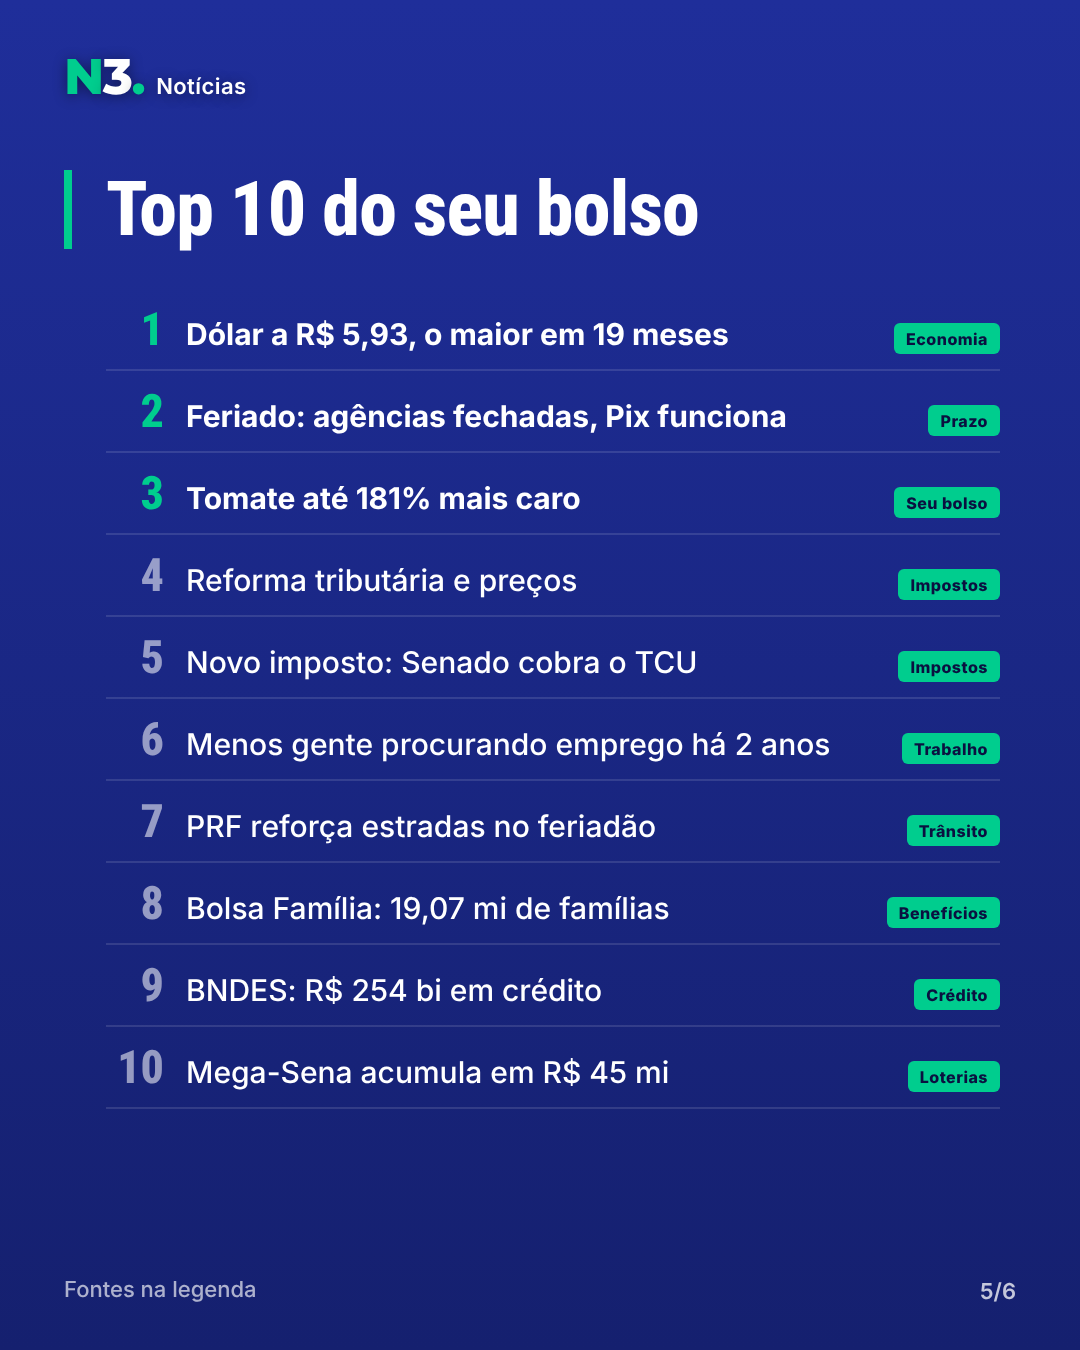 N3. Notícias
Top 10 do seu bolso
1 Dólar a R$ 5,93, o maior em 19 meses Economia
2 Feriado: agências fechadas, Pix funciona Prazo
3 Tomate até 181% mais caro Seu bolso
4 Reforma tributária e preços Impostos
5 Novo imposto: Senado cobra o TCU Impostos
6 Menos gente procurando emprego há 2 anos Trabalho
7 PRF reforça estradas no feriadão Trânsito
8 Bolsa Família: 19,07 mi de famílias Benefícios
9 BNDES: R$ 254 bi em crédito Crédito
10 Mega-Sena acumula em R$ 45 mi Loterias
Fontes na legenda 5/6